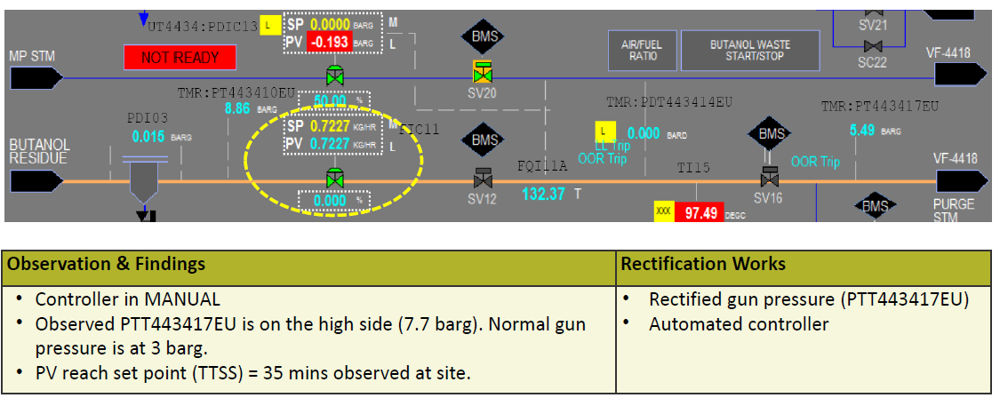 UT4434:PDIC13
L
SP 0.0000 BARG M
PV -0.193 BARG L
BMS
SV21
SC22
AIR/FUEL
RATIO
BUTANOL WASTE
START/STOP
VF-4418
MP STM
NOT READY
SV20
TMR:PT443410EU
50.00 %
8.86 BARG
TMR:PDT443414EU
TMR:PT443417EU
PDI03
0.015 BARG
SP 0.7227 KG/HR M
PV 0.7227 KG/HR L
BMS
L
0.000 BARD
LL Trip
OOR Trip
BMS
5.49 BARG
BUTANOL
RESIDUE
FQI11A
TI15
OOR Trip
VF-4418
0.000 %
SV12
132.37 T
XXX
97.49 DEGC
SV16
BMS
PURGE
STM
Observation & Findings
Rectification Works
• Controller in MANUAL
• Observed PTT443417EU is on the high side (7.7 barg). Normal gun
pressure is at 3 barg.
• PV reach set point (TTSS) = 35 mins observed at site.
• Rectified gun pressure (PTT443417EU)
• Automated controller